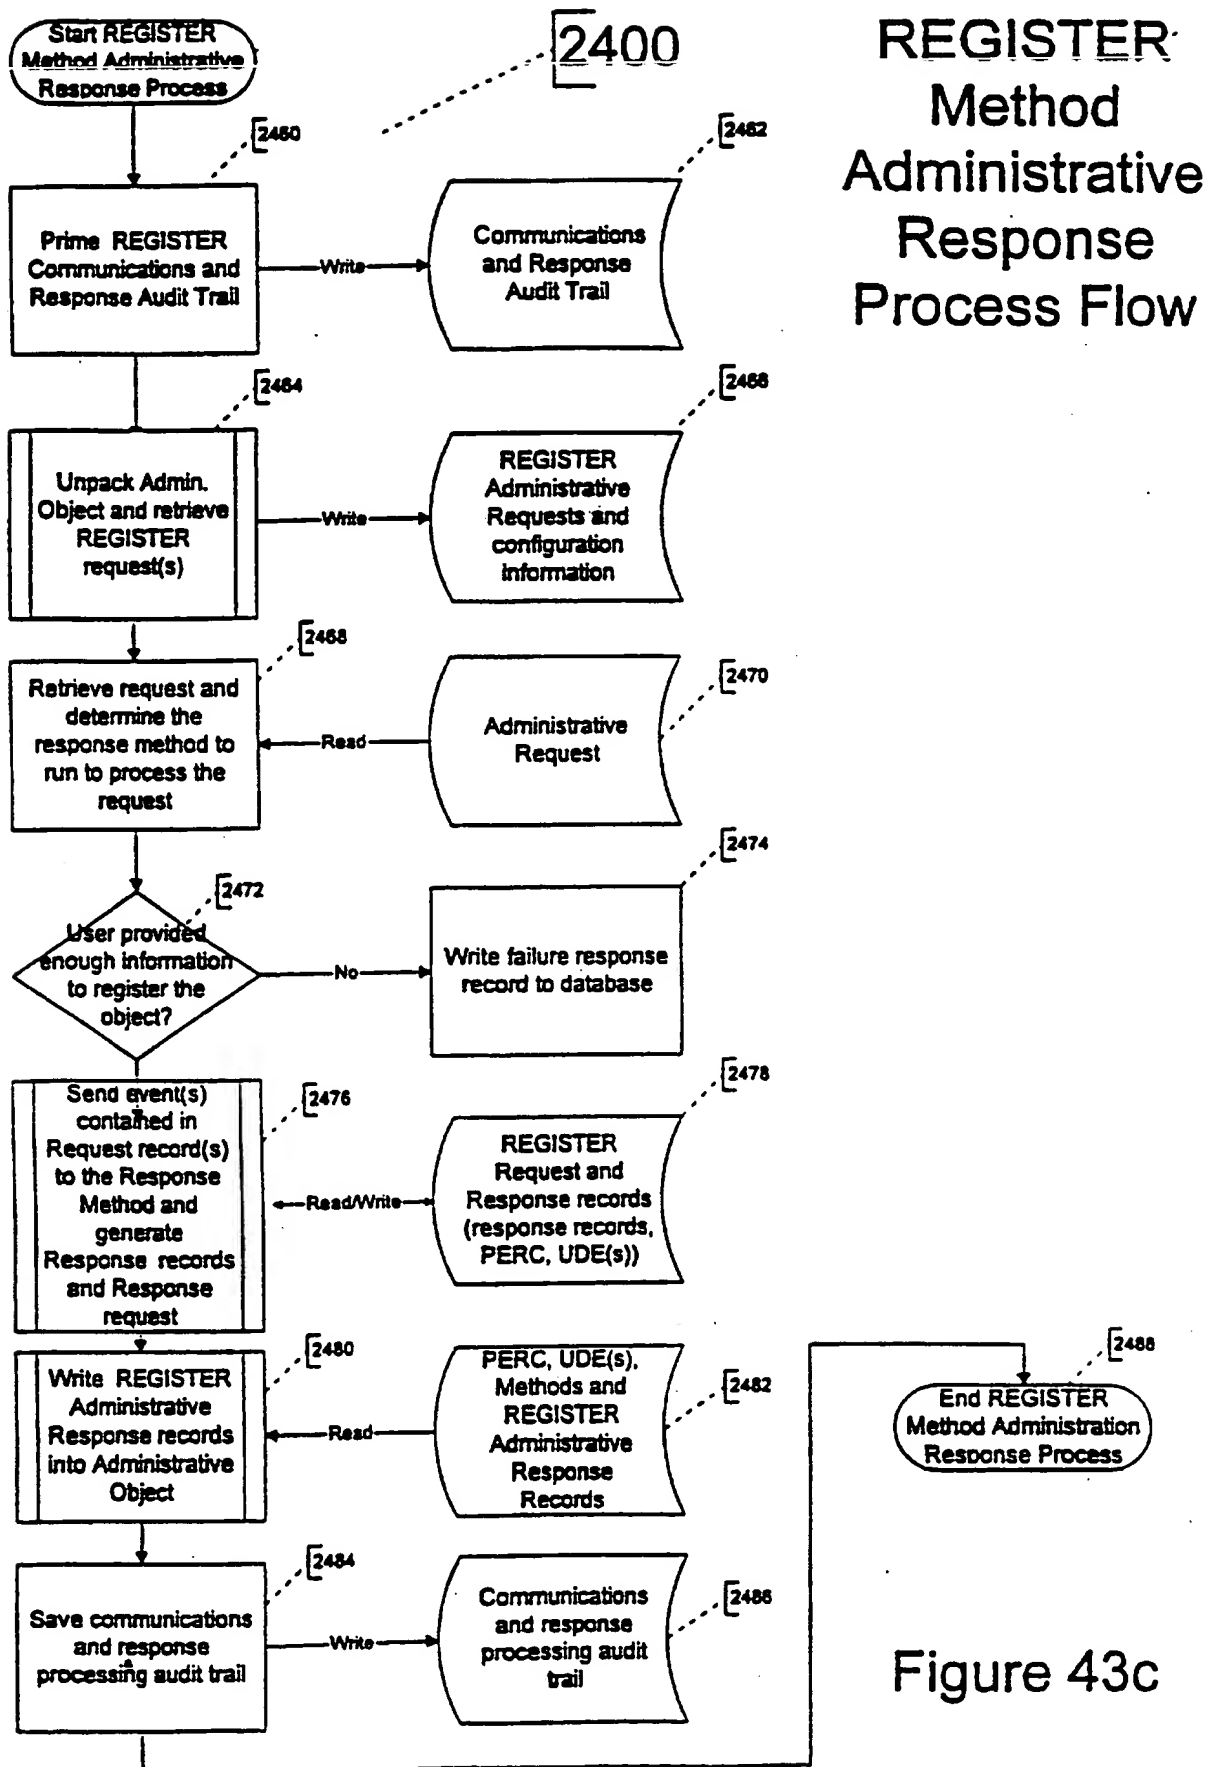 Start REGISTER
Method Administrative
Response Process
2400
REGISTER
Method
Administrative
Response
Process Flow
2460
2462
Prime REGISTER
Communications and
Response Audit Trail
Write
Communications
and Response
Audit Trail
2464
2466
Unpack Admin.
Object and retrieve
REGISTER
request(s)
Write
REGISTER
Administrative
Requests and
configuration
Information
2468
2470
Retrieve request and
determine the
response method to
run to process the
request
Read
Administrative
Request
2472
2474
User provided
enough information
to register the
object?
No
Write failure response
record to database
2476
2478
Send event(s)
contained in
Request record(s)
to the Response
Method and
generate
Response records
and Response
request
Read/Write
REGISTER
Request and
Response records
(response records,
PERC, UDE(s))
2480
2482
Write REGISTER
Administrative
Response records
into Administrative
Object
Read
PERC, UDE(s),
Methods and
REGISTER
Administrative
Response
Records
2488
End REGISTER
Method Administration
Response Process
2484
2486
Save communications
and response
processing audit trail
Write
Communications
and response
processing audit
trail
Figure 43c